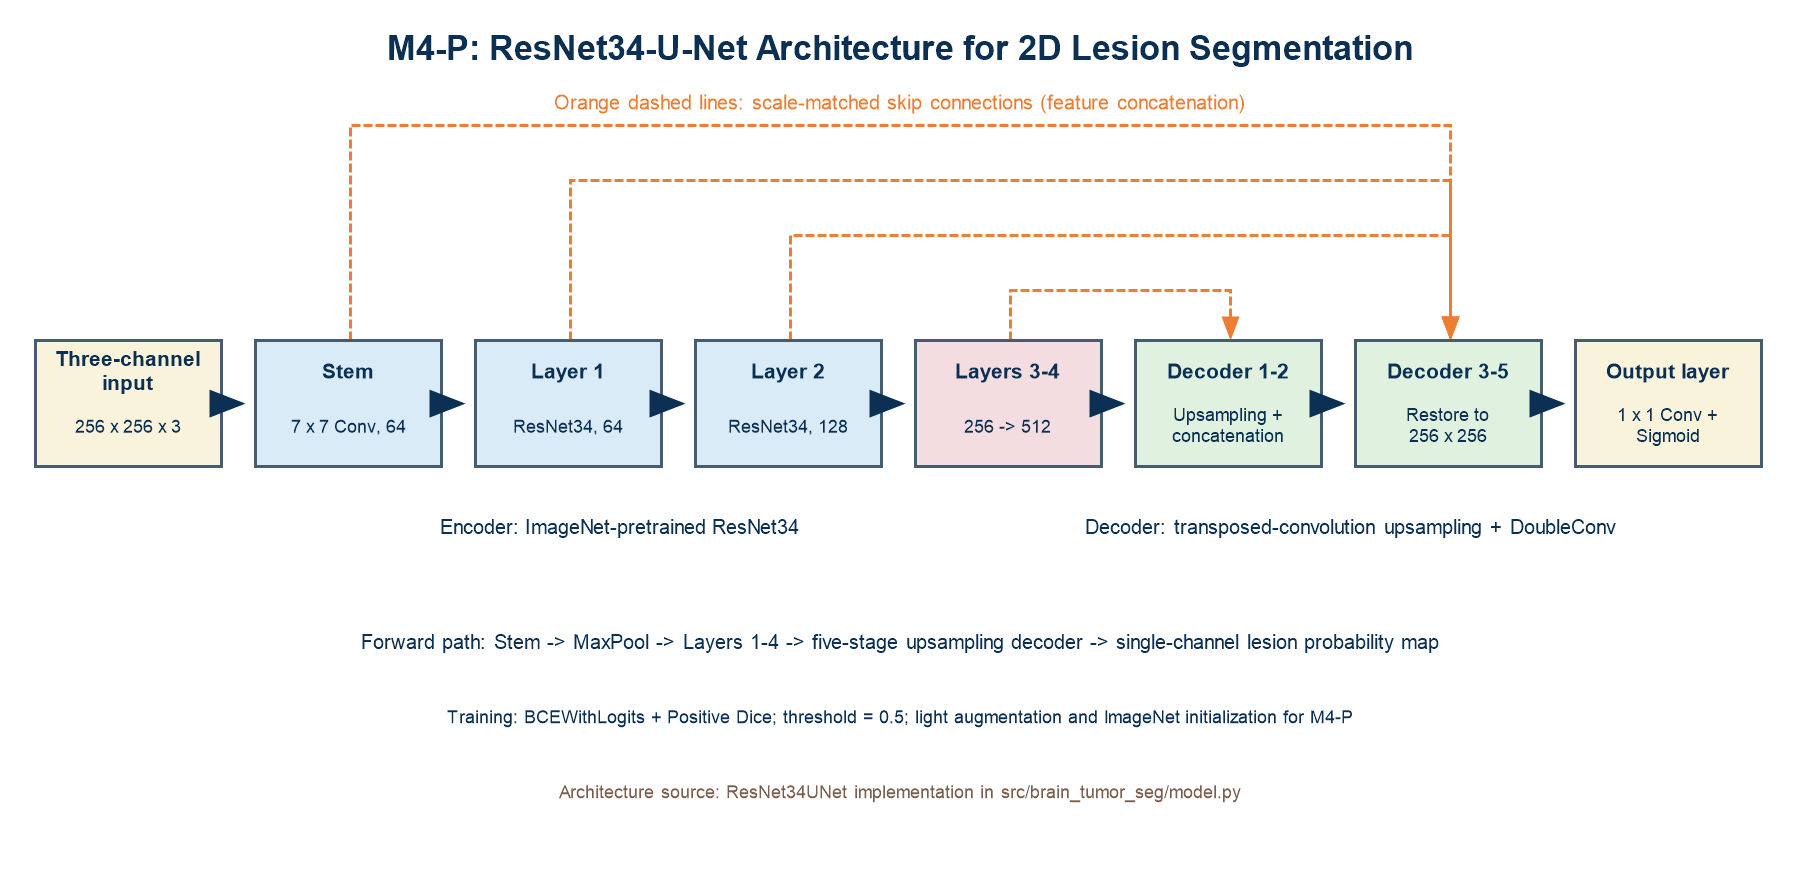 M4-P: ResNet34-U-Net Architecture for 2D Lesion Segmentation
Orange dashed lines: scale-matched skip connections (feature concatenation)
Three-channel
input
256 x 256 x 3
Stem
7 x 7 Conv, 64
Layer 1
ResNet34, 64
Layer 2
ResNet34, 128
Layers 3-4
256 -> 512
Decoder 1-2
Upsampling +
concatenation
Decoder 3-5
Restore to
256 x 256
Output layer
1 x 1 Conv +
Sigmoid
Encoder: ImageNet-pretrained ResNet34
Decoder: transposed-convolution upsampling + DoubleConv
Forward path: Stem -> MaxPool -> Layers 1-4 -> five-stage upsampling decoder -> single-channel lesion probability map
Training: BCEWithLogits + Positive Dice; threshold = 0.5; light augmentation and ImageNet initialization for M4-P
Architecture source: ResNet34UNet implementation in src/brain_tumor_seg/model.py